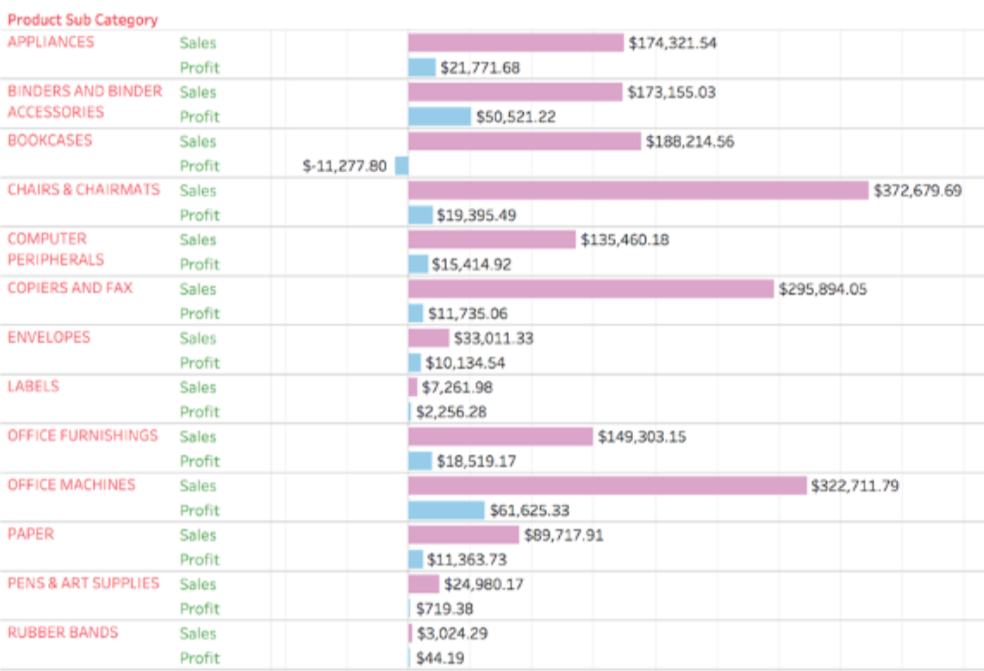 Product Sub Category
APPLIANCES Sales $174,321.54
Profit $21,771.68
BINDERS AND BINDER Sales $173,155.03
ACCESSORIES Profit $50,521.22
BOOKCASES Sales $188,214.56
Profit $-11,277.80
CHAIRS & CHAIRMATS Sales $372,679.69
Profit $19,395.49
COMPUTER Sales $135,460.18
PERIPHERALS Profit $15,414.92
COPIERS AND FAX Sales $295,894.05
Profit $11,735.06
ENVELOPES Sales $33,011.33
Profit $10,134.54
LABELS Sales $7,261.98
Profit $2,256.28
OFFICE FURNISHINGS Sales $149,303.15
Profit $18,519.17
OFFICE MACHINES Sales $322,711.79
Profit $61,625.33
PAPER Sales $89,717.91
Profit $11,363.73
PENS & ART SUPPLIES Sales $24,980.17
Profit $719.38
RUBBER BANDS Sales $3,024.29
Profit $44.19